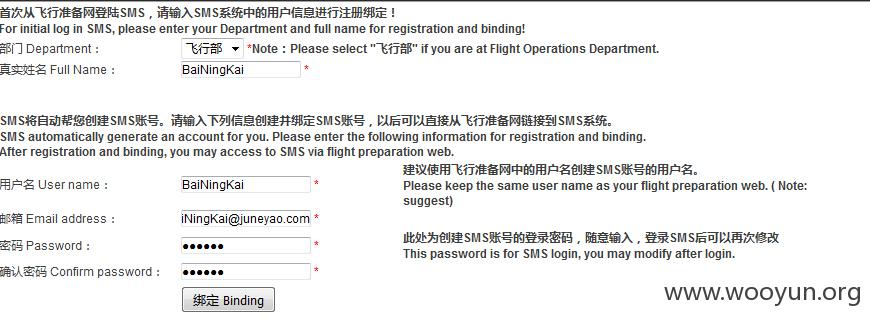 首次从飞行准备网登陆SMS，请输入SMS系统中的用户信息进行注册绑定！
For initial log in SMS, please enter your Department and full name for registration and binding!
部门 Department： 飞行部 *Note：Please select "飞行部" if you are at Flight Operations Department.
真实姓名 Full Name： BaiNingKai *
SMS将自动帮您创建SMS账号。请输入下列信息创建并绑定SMS账号，以后可以直接从飞行准备网链接到SMS系统。
SMS automatically generate an account for you. Please enter the following information for registration and binding.
After registration and binding, you may access to SMS via flight preparation web.
用户名 User name： BaiNingKai *
建议使用飞行准备网中的用户名创建SMS账号的用户名。
Please keep the same user name as your flight preparation web. ( Note:
suggest)
邮箱 Email address： iNingKai@juneyao.com *
密码 Password： ●●●●●● *
此处为创建SMS账号的登录密码，随意输入，登录SMS后可以再次修改
This password is for SMS login, you may modify after login.
确认密码 Confirm password： ●●●●●● *
绑定 Binding
www.wooyun.org